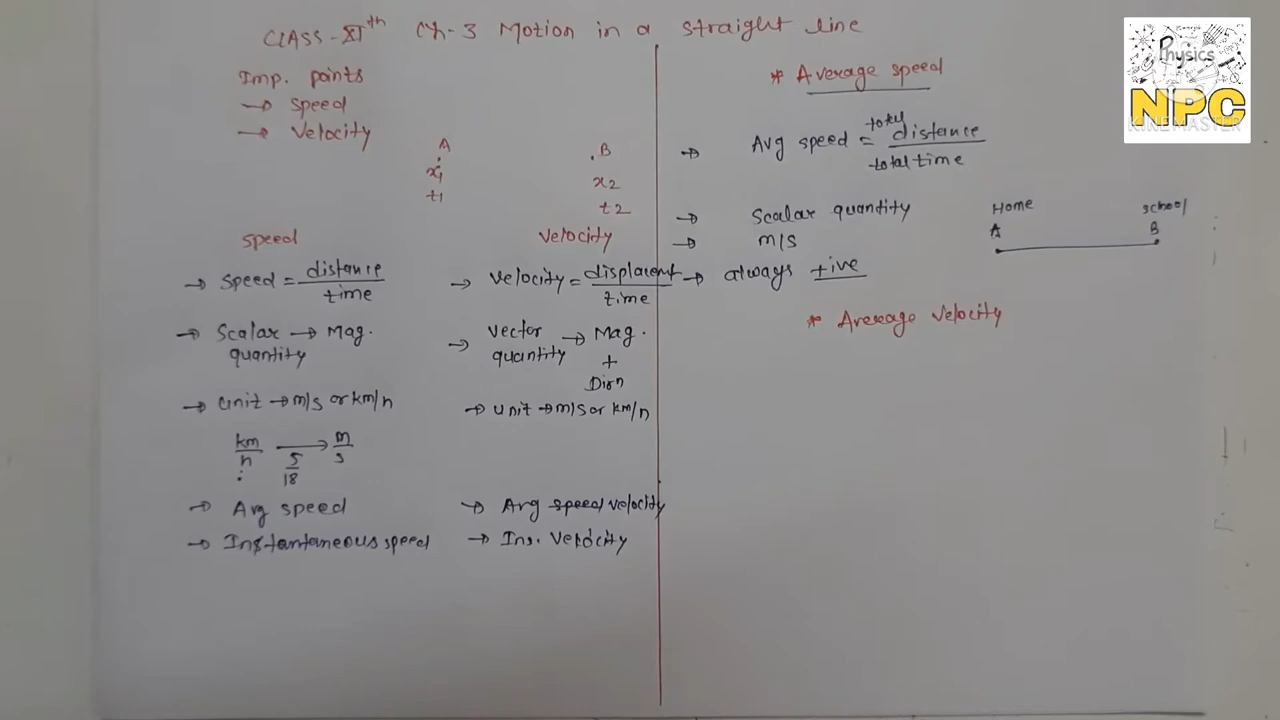 CLASS-XIth Ch-3 Motion in a straight line
Imp. points
→ speed
→ Velocity
A
x1
t1
B
x2
t2
speed
→ speed = distance/time
→ Scalar quantity → Mag.
→ unit → m/s or km/h
km/h → m/s
5/18
→ Avg speed
→ Instantaneous speed
Velocity
→ Velocity = displacent/time
→ Vector quantity → Mag. + Dirn
→ unit → m/s or km/h
→ Avg speed velocity
→ Ins. Velocity
* Average speed
→ Avg speed = total distance/total time
→ Scalar quantity
→ m/s
→ always +ive
Home
A
school
B
* Average Velocity
Physics
NPC
KINEMASTER